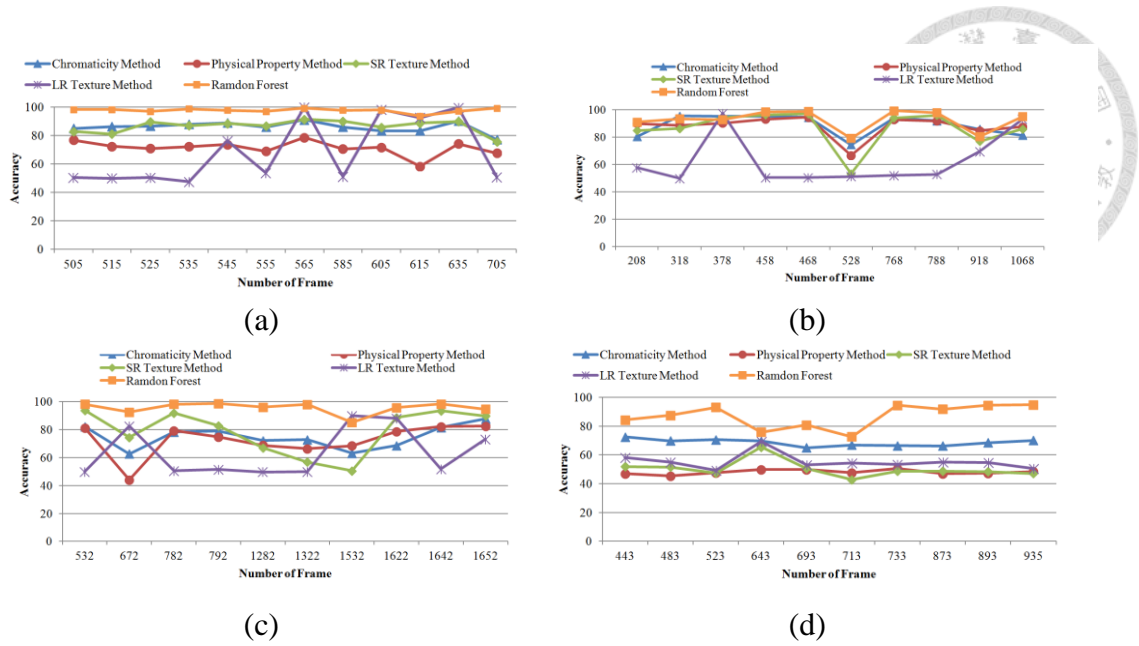 Chromaticity Method Physical Property Method SR Texture Method
LR Texture Method Ramdon Forest
100
80
60
40
20
0
Accuracy
505 515 525 535 545 555 565 585 605 615 635 705
Number of Frame
(a)
Chromaticity Method Physical Property Method
SR Texture Method LR Texture Method
Random Forest
100
80
60
40
20
0
Accuracy
208 318 378 458 468 528 768 788 918 1068
Number of Frame
(b)
Chromaticity Method Physical Property Method
SR Texture Method LR Texture Method
Ramdon Forest
100
80
60
40
20
0
Accuracy
532 672 782 792 1282 1322 1532 1622 1642 1652
Number of Frame
(c)
Chromaticity Method Physical Property Method SR Texture Method
LR Texture Method Ramdon Forest
100
80
60
40
20
0
Accuracy
443 483 523 643 693 713 733 873 893 935
Number of Frame
(d)